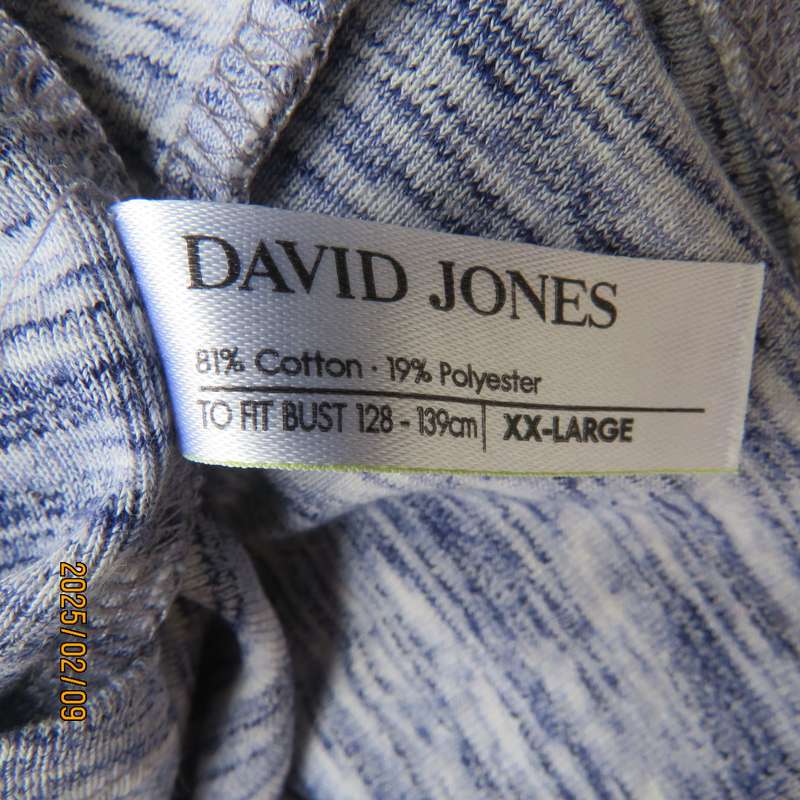 DAVID JONES
81% Cotton · 19% Polyester
TO FIT BUST 128 - 139cm | XX-LARGE
2025/02/09